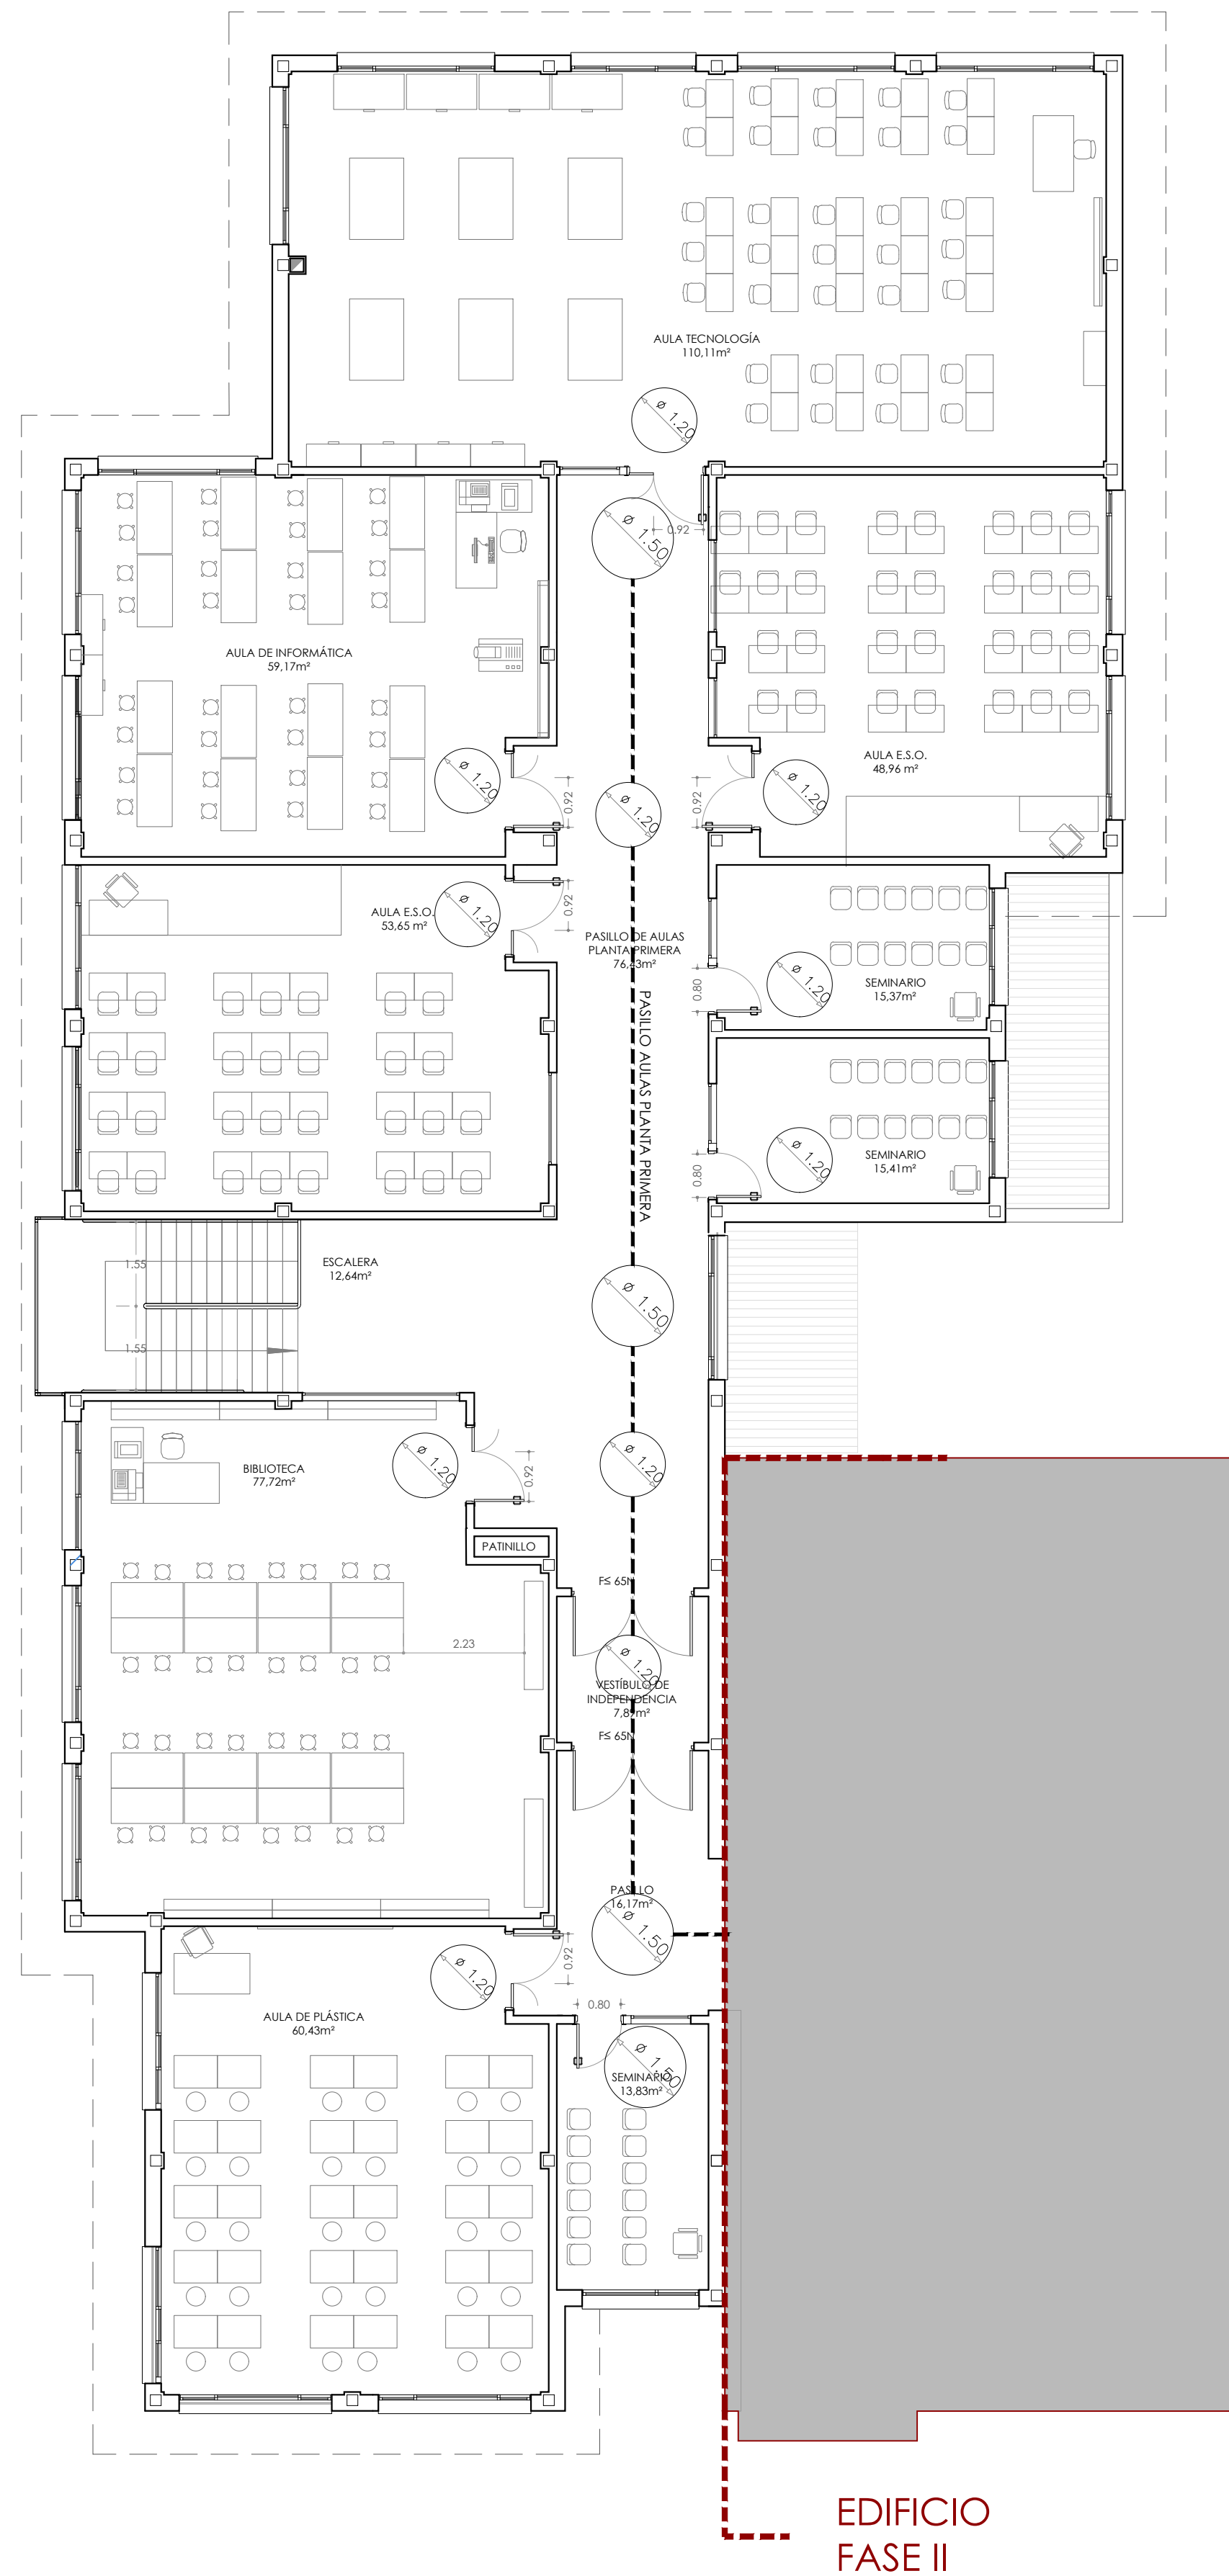 AULA TECNOLOGÍA
110,11m²
ø 1.20
ø 1.50
0.92
AULA DE INFORMÁTICA
59,17m²
AULA E.S.O.
48,96 m²
ø 1.20
0.92
ø 1.20
0.92
ø 1.20
AULA E.S.O.
53,65 m²
ø 1.20
0.92
PASILLO DE AULAS
PLANTA PRIMERA
76,43m²
0.80
ø 1.20
SEMINARIO
15,37m²
PASILLO AULAS PLANTA PRIMERA
0.80
ø 1.20
SEMINARIO
15,41m²
ESCALERA
12,64m²
1.55
1.55
ø 1.50
BIBLIOTECA
77,72m²
ø 1.20
0.92
ø 1.20
PATINILLO
F≤ 65N
2.23
ø 1.20
VESTÍBULO DE
INDEPENDENCIA
7,89m²
F≤ 65N
PASILLO
16,17m²
ø 1.50
0.92
ø 1.20
0.80
AULA DE PLÁSTICA
60,43m²
ø 1.50
SEMINARIO
13,83m²
EDIFICIO
FASE II